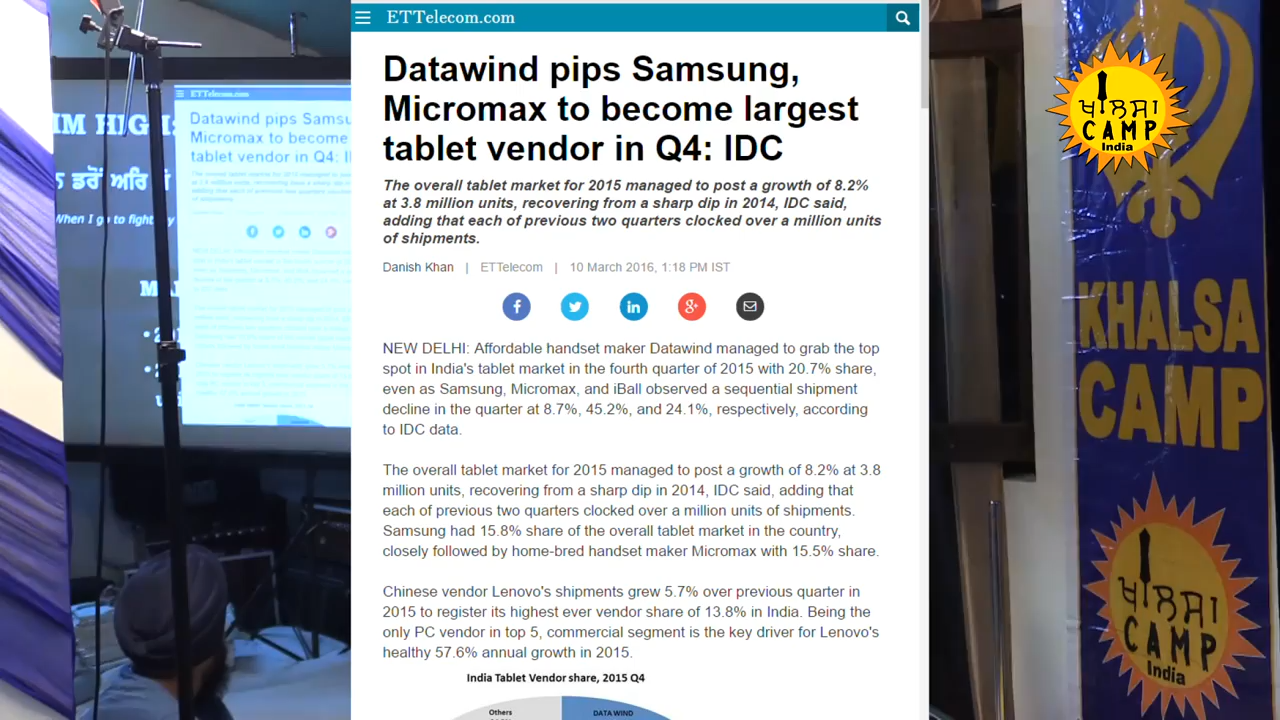 ETTelecom.com
Datawind pips Samsung,
Micromax to become largest
tablet vendor in Q4: IDC
The overall tablet market for 2015 managed to post a growth of 8.2%
at 3.8 million units, recovering from a sharp dip in 2014, IDC said,
adding that each of previous two quarters clocked over a million units
of shipments.
Danish Khan | ETTelecom | 10 March 2016, 1:18 PM IST
NEW DELHI: Affordable handset maker Datawind managed to grab the top
spot in India's tablet market in the fourth quarter of 2015 with 20.7% share,
even as Samsung, Micromax, and iBall observed a sequential shipment
decline in the quarter at 8.7%, 45.2%, and 24.1%, respectively, according
to IDC data.
The overall tablet market for 2015 managed to post a growth of 8.2% at 3.8
million units, recovering from a sharp dip in 2014, IDC said, adding that
each of previous two quarters clocked over a million units of shipments.
Samsung had 15.8% share of the overall tablet market in the country,
closely followed by home-bred handset maker Micromax with 15.5% share.
Chinese vendor Lenovo's shipments grew 5.7% over previous quarter in
2015 to register its highest ever vendor share of 13.8% in India. Being the
only PC vendor in top 5, commercial segment is the key driver for Lenovo's
healthy 57.6% annual growth in 2015.
India Tablet Vendor share, 2015 Q4
Others
DATA WIND
ETTelecom.com
Datawind pips Samsu
Micromax to become
tablet vendor in Q4: I
ਡਰੋਂ ਅਰਿ
When I go to fight
ਖਾਲਸਾ
CAMP
India
KHALSA
CAMP
ਖਾਲਸਾ
CAMP
India